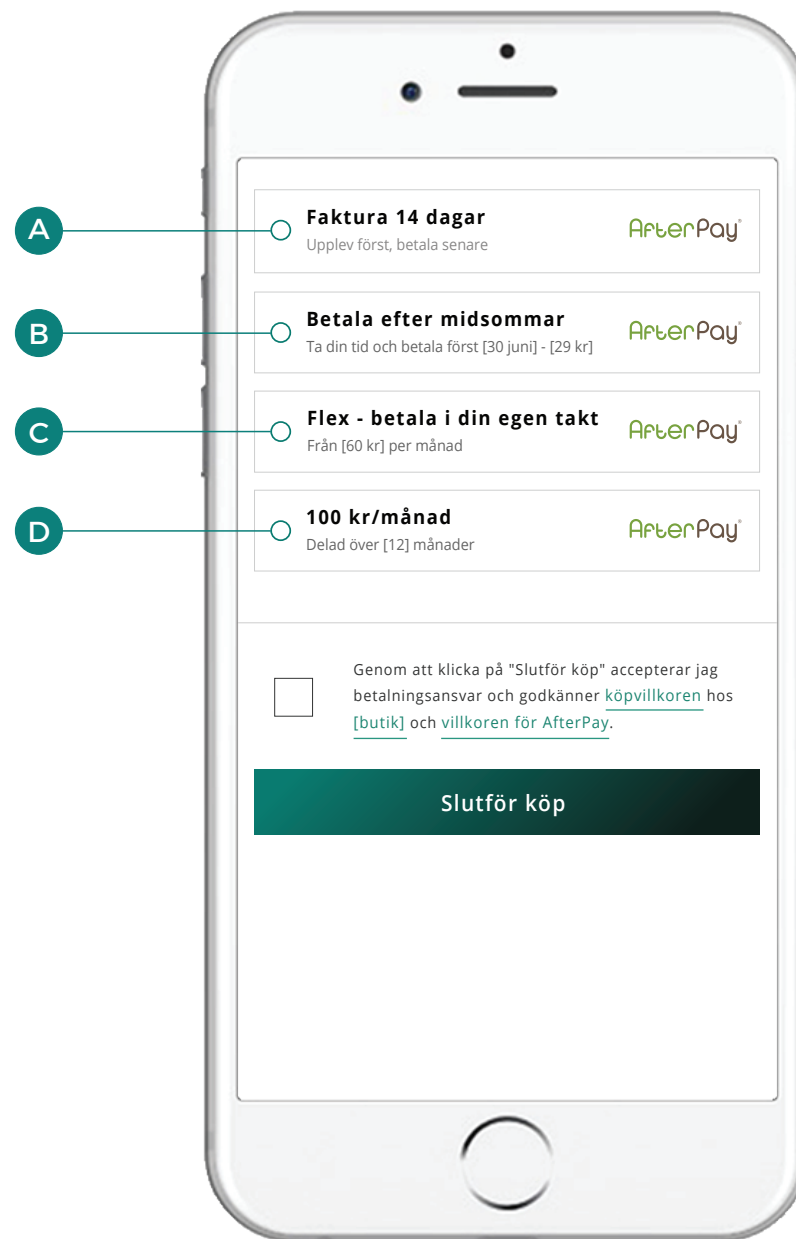 A
Faktura 14 dagar
Upplev först, betala senare
AfterPay®
B
Betala efter midsommar
Ta din tid och betala först [30 juni] - [29 kr]
AfterPay®
C
Flex - betala i din egen takt
Från [60 kr] per månad
AfterPay®
D
100 kr/månad
Delad över [12] månader
AfterPay®
Genom att klicka på "Slutför köp" accepterar jag
betalningsansvar och godkänner köpvillkoren hos
[butik] och villkoren för AfterPay.
Slutför köp